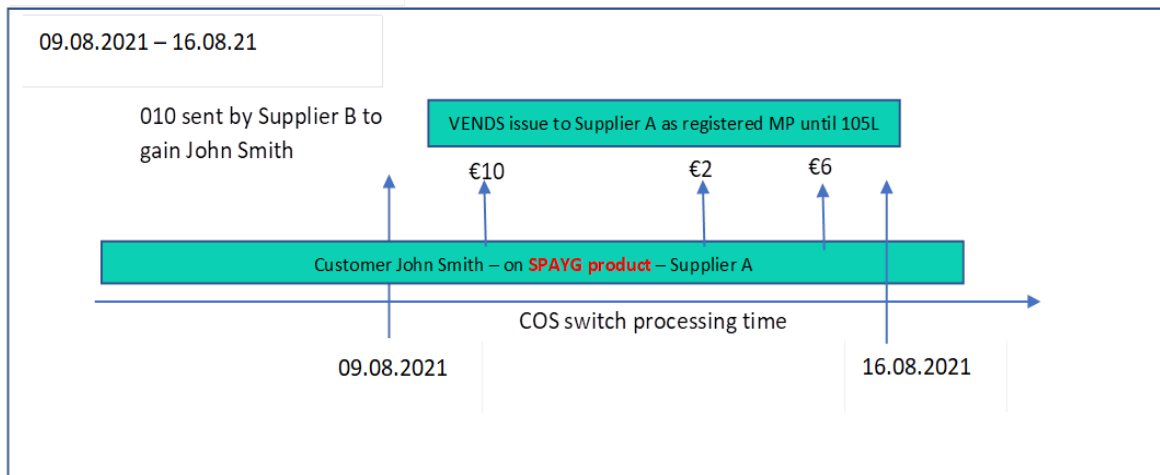 09.08.2021 – 16.08.21
010 sent by Supplier B to
gain John Smith
VENDS issue to Supplier A as registered MP until 105L
€10
€2
€6
Customer John Smith – on SPAYG product – Supplier A
COS switch processing time
09.08.2021
16.08.2021